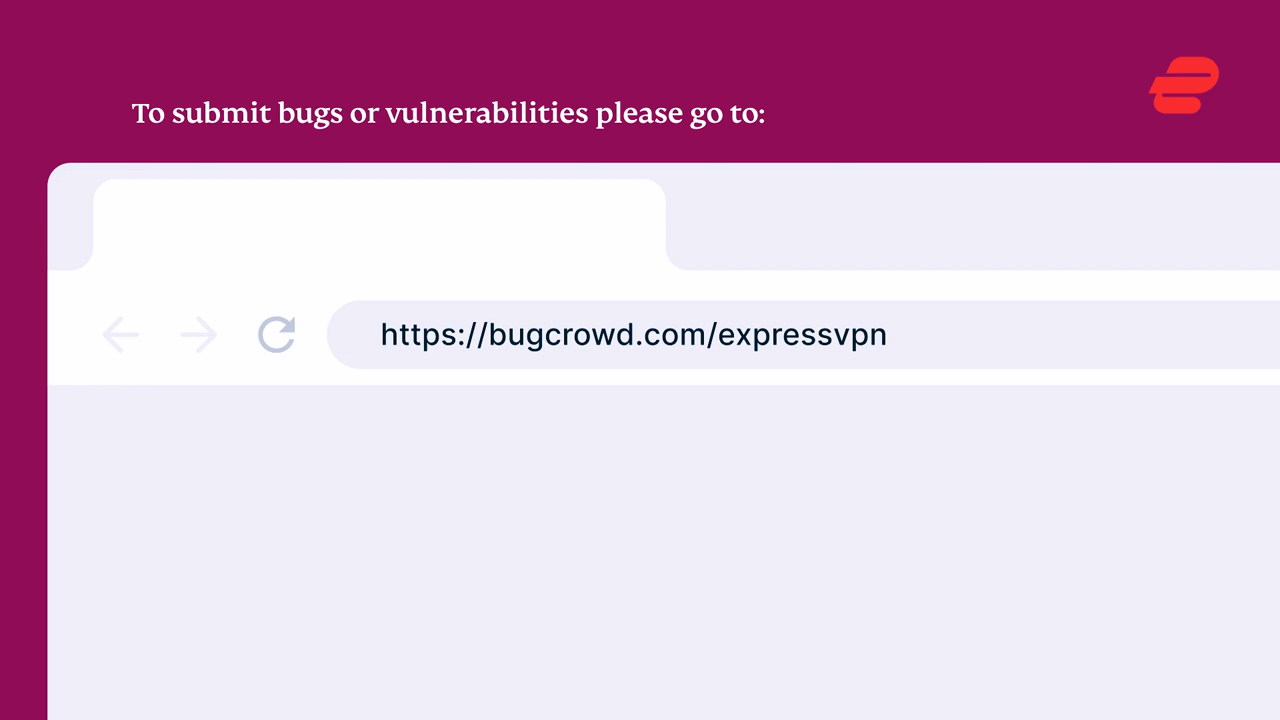 To submit bugs or vulnerabilities please go to:
https://bugcrowd.com/expressvpn